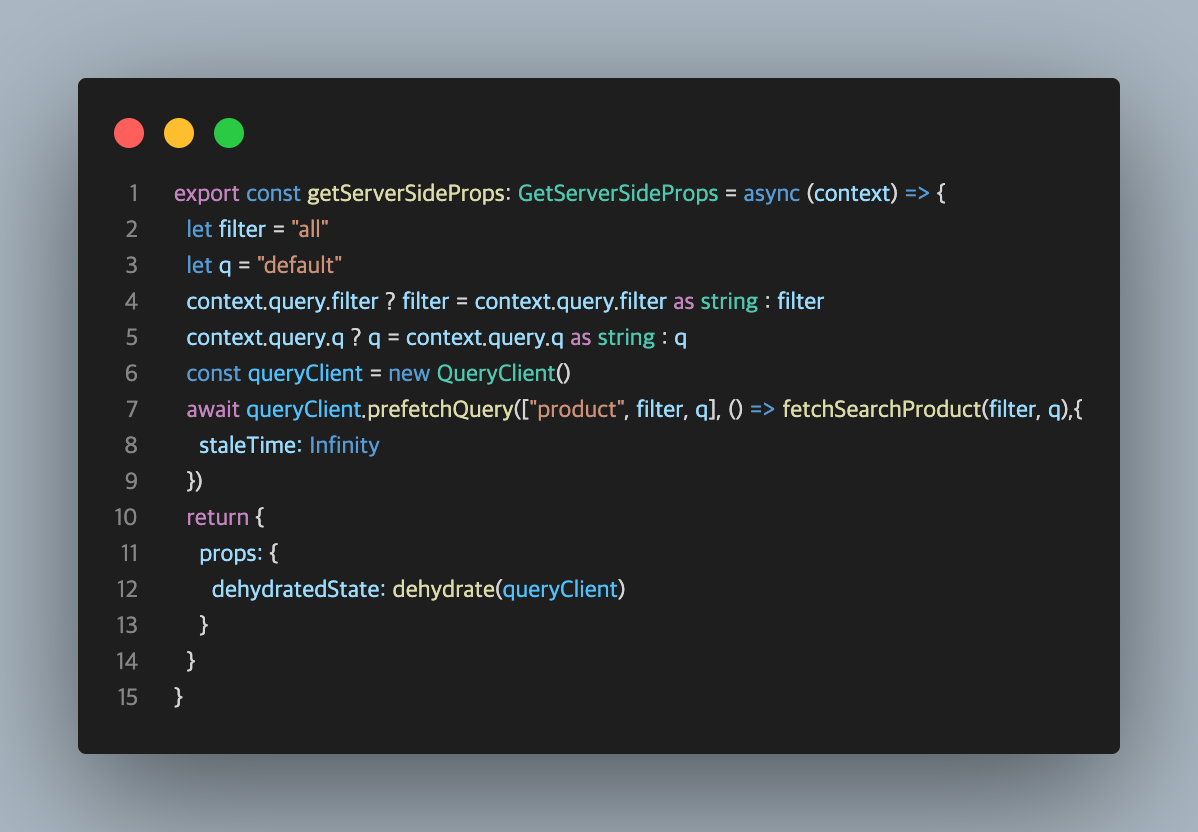 1 export const getServerSideProps: GetServerSideProps = async (context) => {
2 let filter = "all"
3 let q = "default"
4 context.query.filter ? filter = context.query.filter as string : filter
5 context.query.q ? q = context.query.q as string : q
6 const queryClient = new QueryClient()
7 await queryClient.prefetchQuery(["product", filter, q], () => fetchSearchProduct(filter, q),{
8 staleTime: Infinity
9 })
10 return {
11 props: {
12 dehydratedState: dehydrate(queryClient)
13 }
14 }
15 }